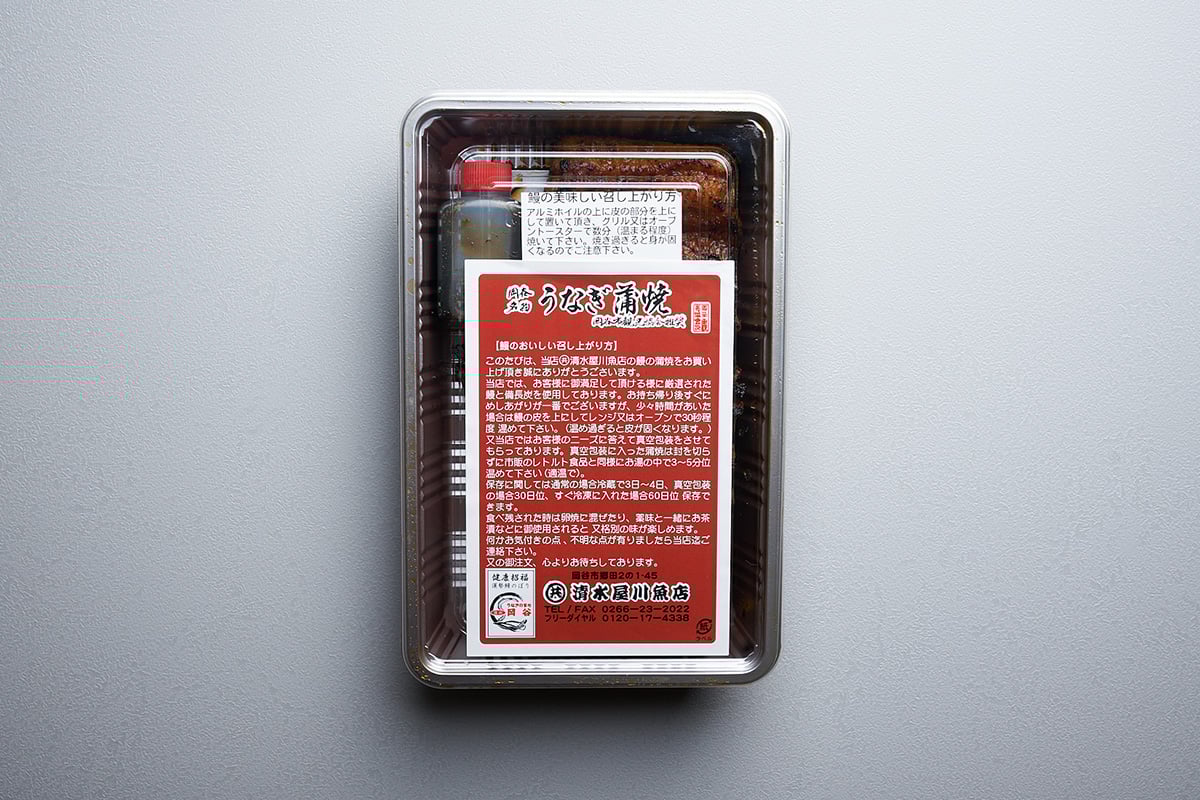 鰻の美味しい召し上がり方
アルミホイルの上に皮の部分を上に
して置いて頂き、グリル又はオーブ
ントースターで数分（温まる程度）
焼いて下さい。焼き過ぎると身が固
くなるのでご注意下さい。
岡谷
名物
うなぎ蒲焼
【鰻のおいしい召し上がり方】
このたびは、当店㊋清水屋川魚店の鰻の蒲焼をお買い
上げ頂き誠にありがとうございます。
当店では、お客様に御満足して頂ける様に厳選された
鰻と備長炭を使用しております。お持ち帰り後すぐに
めしあがりが一番でございますが、少々時間があいた
場合は鰻の皮を上にしてレンジ又はオーブンで30秒程
度 温めて下さい。（温め過ぎると皮が固くなります。）
又当店ではお客様のニーズに答えて真空包装をさせて
もらっております。真空包装に入った蒲焼は封を切ら
ずに市販のレトルト食品と同様にお湯の中で3〜5分位
温めて下さい（適温で）。
保存に関しては通常の場合冷蔵で3日〜4日、真空包装
の場合30日位、すぐ冷凍に入れた場合60日位 保存で
きます。
食べ残された時は卵焼に混ぜたり、薬味と一緒にお茶
漬などに御使用されると 又格別の味が楽しめます。
何かお気付きの点、不明な点が有りましたら当店迄ご
連絡下さい。
又の御注文、心よりお待ちしております。
健康招福
うなぎのまち
岡谷
岡谷市郷田2の1-45
共 清水屋川魚店
TEL／FAX 0266−23−2022
フリーダイヤル 0120−17−4338
紙
ラベル